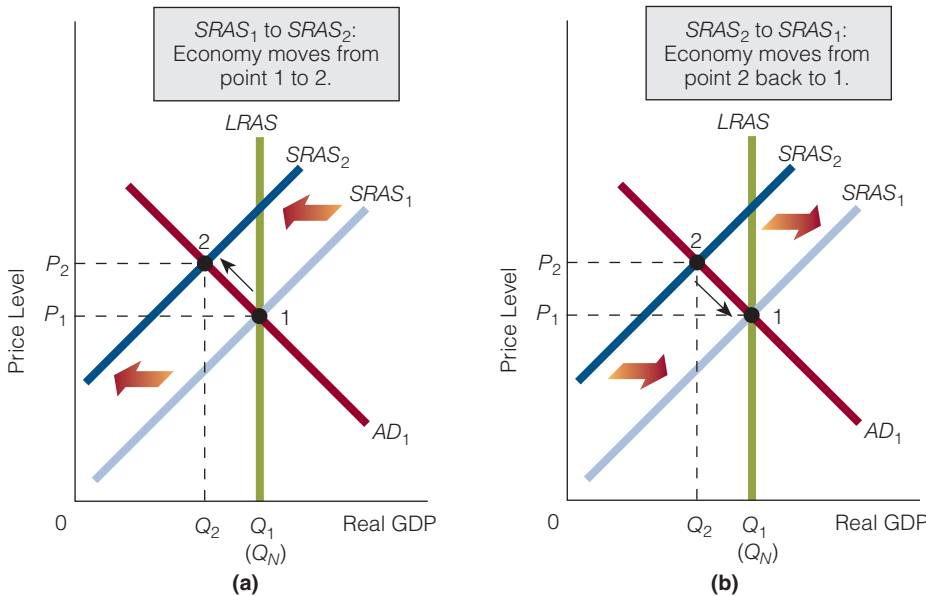 SRAS₁ to SRAS₂:
Economy moves from
point 1 to 2.
LRAS
SRAS₂
SRAS₁
2
P₂
P₁
1
Price Level
AD₁
0
Q₂
Q₁
Real GDP
(Q_N)
(a)
SRAS₂ to SRAS₁:
Economy moves from
point 2 back to 1.
LRAS
SRAS₂
SRAS₁
2
P₂
P₁
1
Price Level
AD₁
0
Q₂
Q₁
Real GDP
(Q_N)
(b)